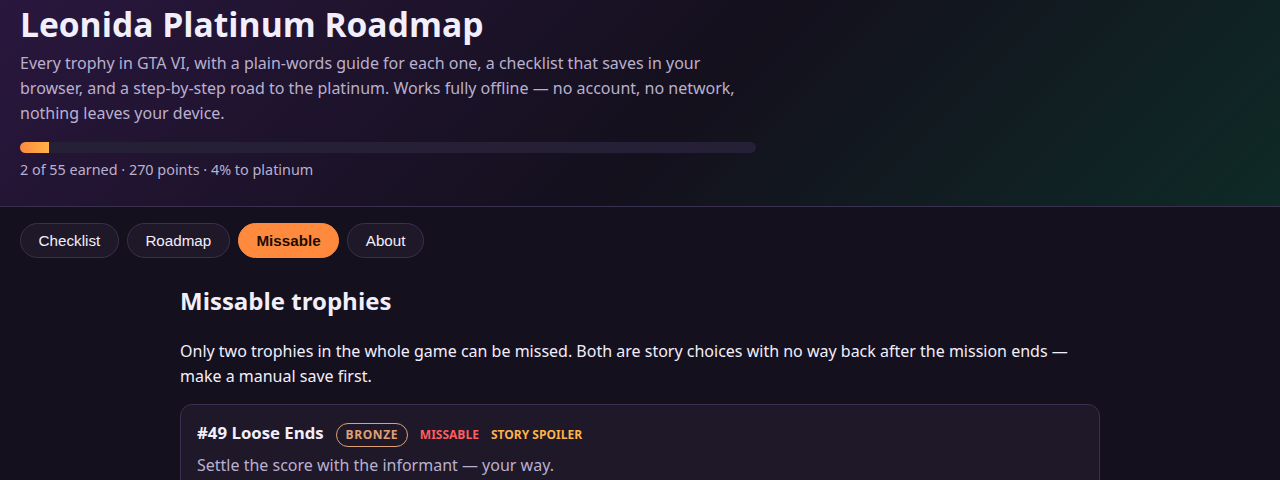 Leonida Platinum Roadmap
Every trophy in GTA VI, with a plain-words guide for each one, a checklist that saves in your
browser, and a step-by-step road to the platinum. Works fully offline — no account, no network,
nothing leaves your device.
2 of 55 earned · 270 points · 4% to platinum
Checklist Roadmap Missable About
Missable trophies
Only two trophies in the whole game can be missed. Both are story choices with no way back after the mission ends —
make a manual save first.
#49 Loose Ends BRONZE MISSABLE STORY SPOILER
Settle the score with the informant — your way.